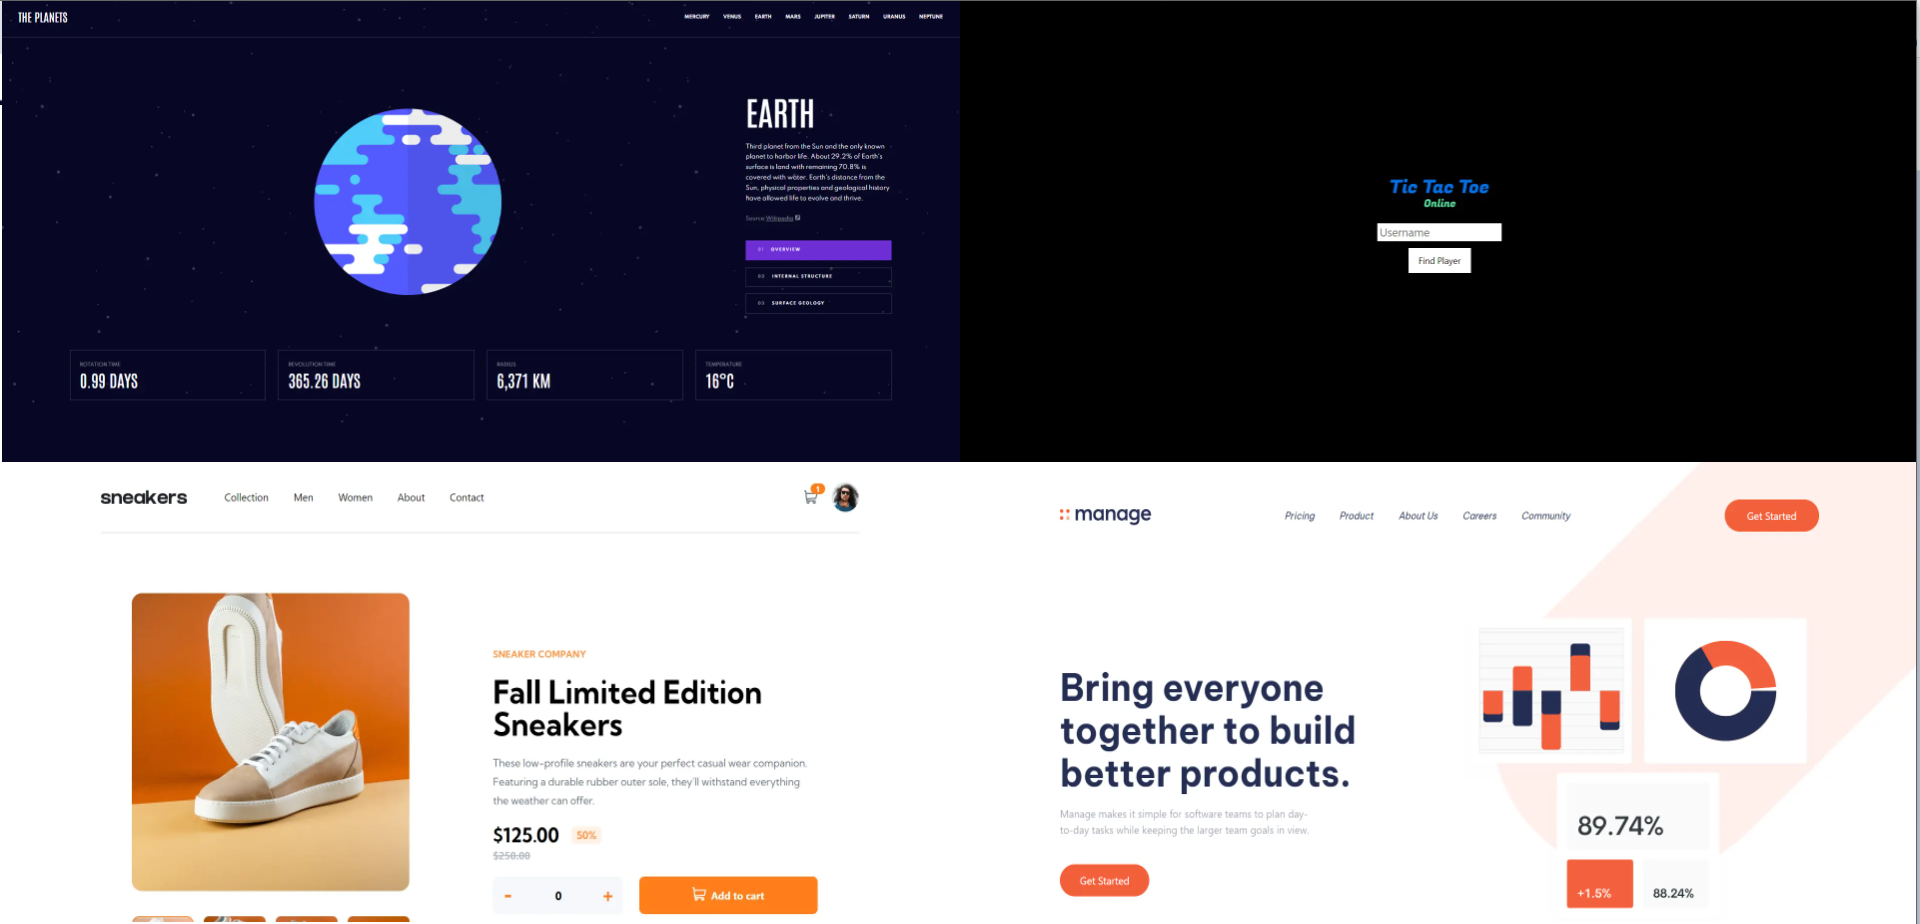 THE PLANETS
MERCURY VENUS EARTH MARS JUPITER SATURN URANUS NEPTUNE
EARTH
Third planet from the Sun and the only known
planet to harbor life. About 29.2% of Earth's
surface is land with remaining 70.8% is
covered with water. Earth's distance from the
Sun, physical properties and geological history
have allowed life to evolve and thrive.
Source: Wikipedia
01 OVERVIEW
02 INTERNAL STRUCTURE
03 SURFACE GEOLOGY
ROTATION TIME
0.99 DAYS
REVOLUTION TIME
365.26 DAYS
RADIUS
6,371 KM
TEMPERATURE
16°C
Tic Tac Toe
Online
Username
Find Player
sneakers
Collection Men Women About Contact
1
SNEAKER COMPANY
Fall Limited Edition
Sneakers
These low-profile sneakers are your perfect casual wear companion.
Featuring a durable rubber outer sole, they'll withstand everything
the weather can offer.
$125.00 50%
$250.00
- 0 +
Add to cart
manage
Pricing Product About Us Careers Community
Get Started
Bring everyone
together to build
better products.
Manage makes it simple for software teams to plan day-
to-day tasks while keeping the larger team goals in view.
Get Started
89.74%
+1.5%
88.24%